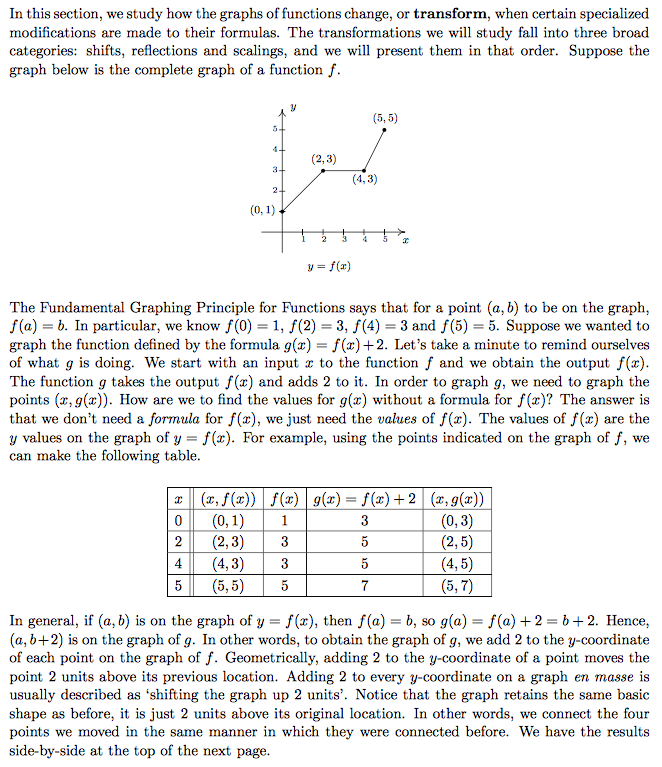 In this section, we study how the graphs of functions change, or transform, when certain specialized
modifications are made to their formulas. The transformations we will study fall into three broad
categories: shifts, reflections and scalings, and we will present them in that order. Suppose the
graph below is the complete graph of a function f.
y
(5, 5)
5
4
(2, 3)
3
(4, 3)
2
(0, 1)
1 2 3 4 5 x
y = f(x)
The Fundamental Graphing Principle for Functions says that for a point (a, b) to be on the graph,
f(a) = b. In particular, we know f(0) = 1, f(2) = 3, f(4) = 3 and f(5) = 5. Suppose we wanted to
graph the function defined by the formula g(x) = f(x)+2. Let's take a minute to remind ourselves
of what g is doing. We start with an input x to the function f and we obtain the output f(x).
The function g takes the output f(x) and adds 2 to it. In order to graph g, we need to graph the
points (x, g(x)). How are we to find the values for g(x) without a formula for f(x)? The answer is
that we don't need a formula for f(x), we just need the values of f(x). The values of f(x) are the
y values on the graph of y = f(x). For example, using the points indicated on the graph of f, we
can make the following table.
x (x, f(x)) f(x) g(x) = f(x) + 2 (x, g(x))
0 (0, 1) 1 3 (0, 3)
2 (2, 3) 3 5 (2, 5)
4 (4, 3) 3 5 (4, 5)
5 (5, 5) 5 7 (5, 7)
In general, if (a, b) is on the graph of y = f(x), then f(a) = b, so g(a) = f(a) + 2 = b + 2. Hence,
(a, b+2) is on the graph of g. In other words, to obtain the graph of g, we add 2 to the y-coordinate
of each point on the graph of f. Geometrically, adding 2 to the y-coordinate of a point moves the
point 2 units above its previous location. Adding 2 to every y-coordinate on a graph en masse is
usually described as 'shifting the graph up 2 units'. Notice that the graph retains the same basic
shape as before, it is just 2 units above its original location. In other words, we connect the four
points we moved in the same manner in which they were connected before. We have the results
side-by-side at the top of the next page.